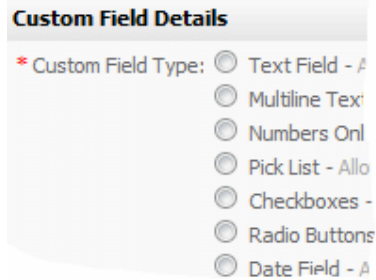 Custom Field Details
* Custom Field Type: Text Field - A
Multiline Text
Numbers Onl
Pick List - Allo
Checkboxes -
Radio Buttons
Date Field - A